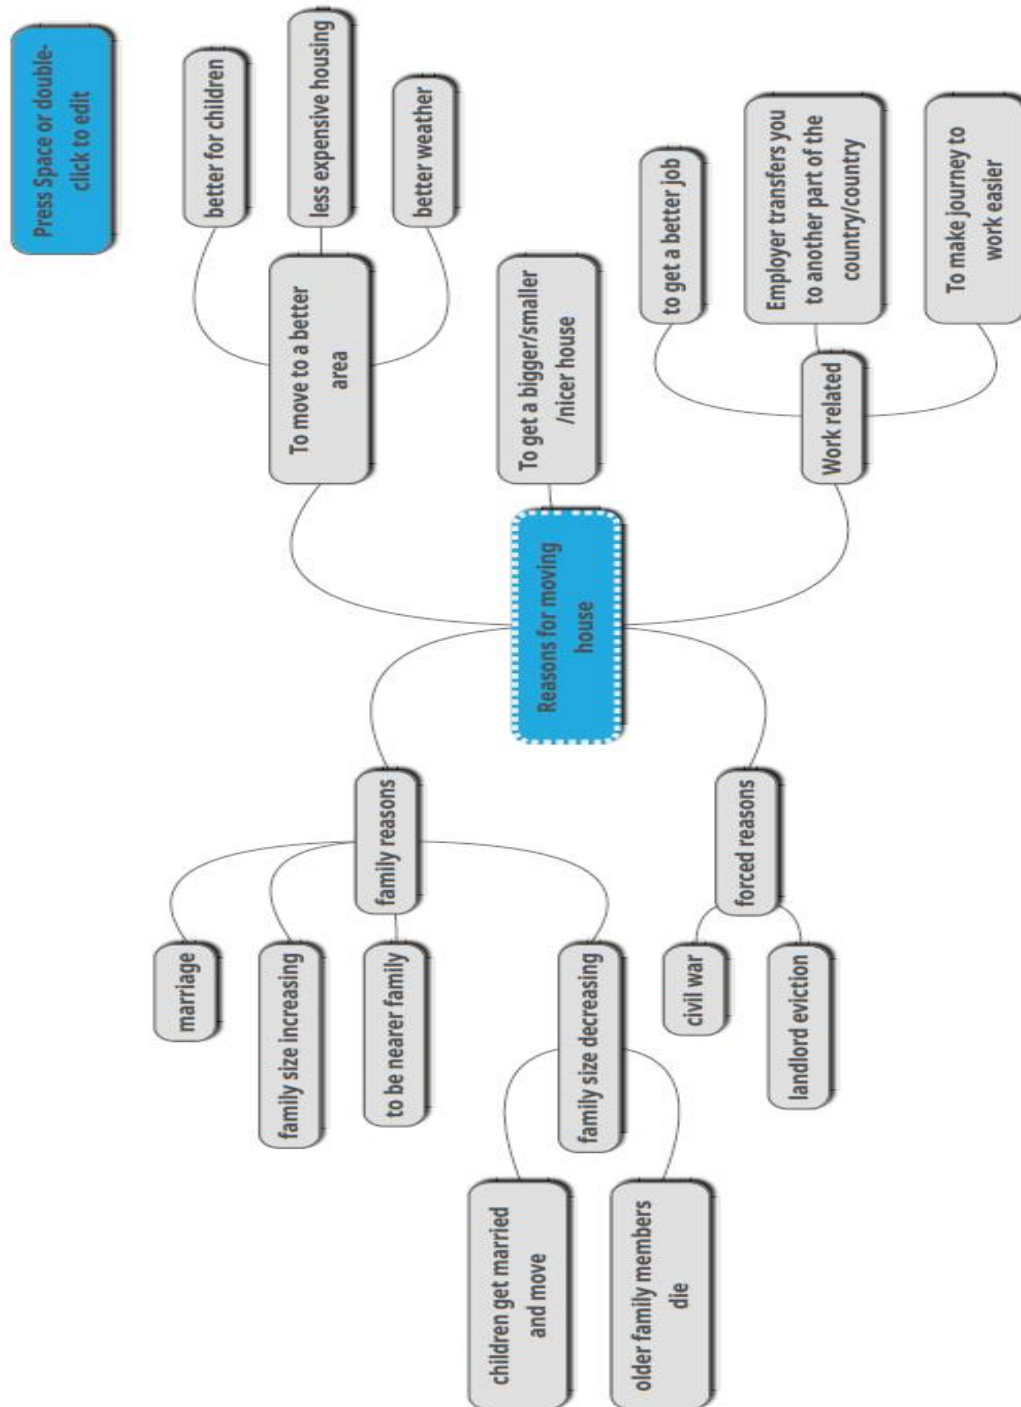 Press Space or double-
click to edit
marriage
family size increasing
to be nearer family
family reasons
children get married
and move
family size decreasing
older family members
die
civil war
forced reasons
landlord eviction
Reasons for moving
house
To move to a better
area
better for children
less expensive housing
better weather
To get a bigger/smaller
/nicer house
Work related
to get a better job
Employer transfers you
to another part of the
country/country
To make journey to
work easier